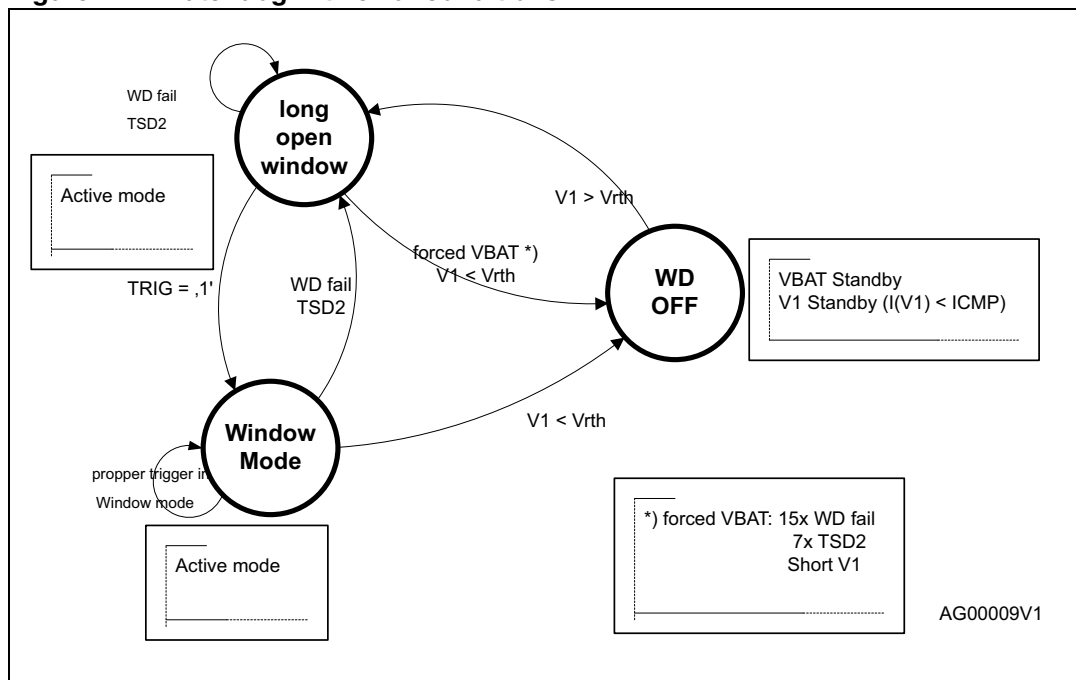 WD fail
TSD2
long
open
window
Active mode
V1 > Vrth
forced VBAT *)
V1 < Vrth
WD
OFF
VBAT Standby
V1 Standby (I(V1) < ICMP)
TRIG = ‚1'
WD fail
TSD2
V1 < Vrth
Window
Mode
propper trigger in
Window mode
Active mode
*) forced VBAT: 15x WD fail
7x TSD2
Short V1
AG00009V1